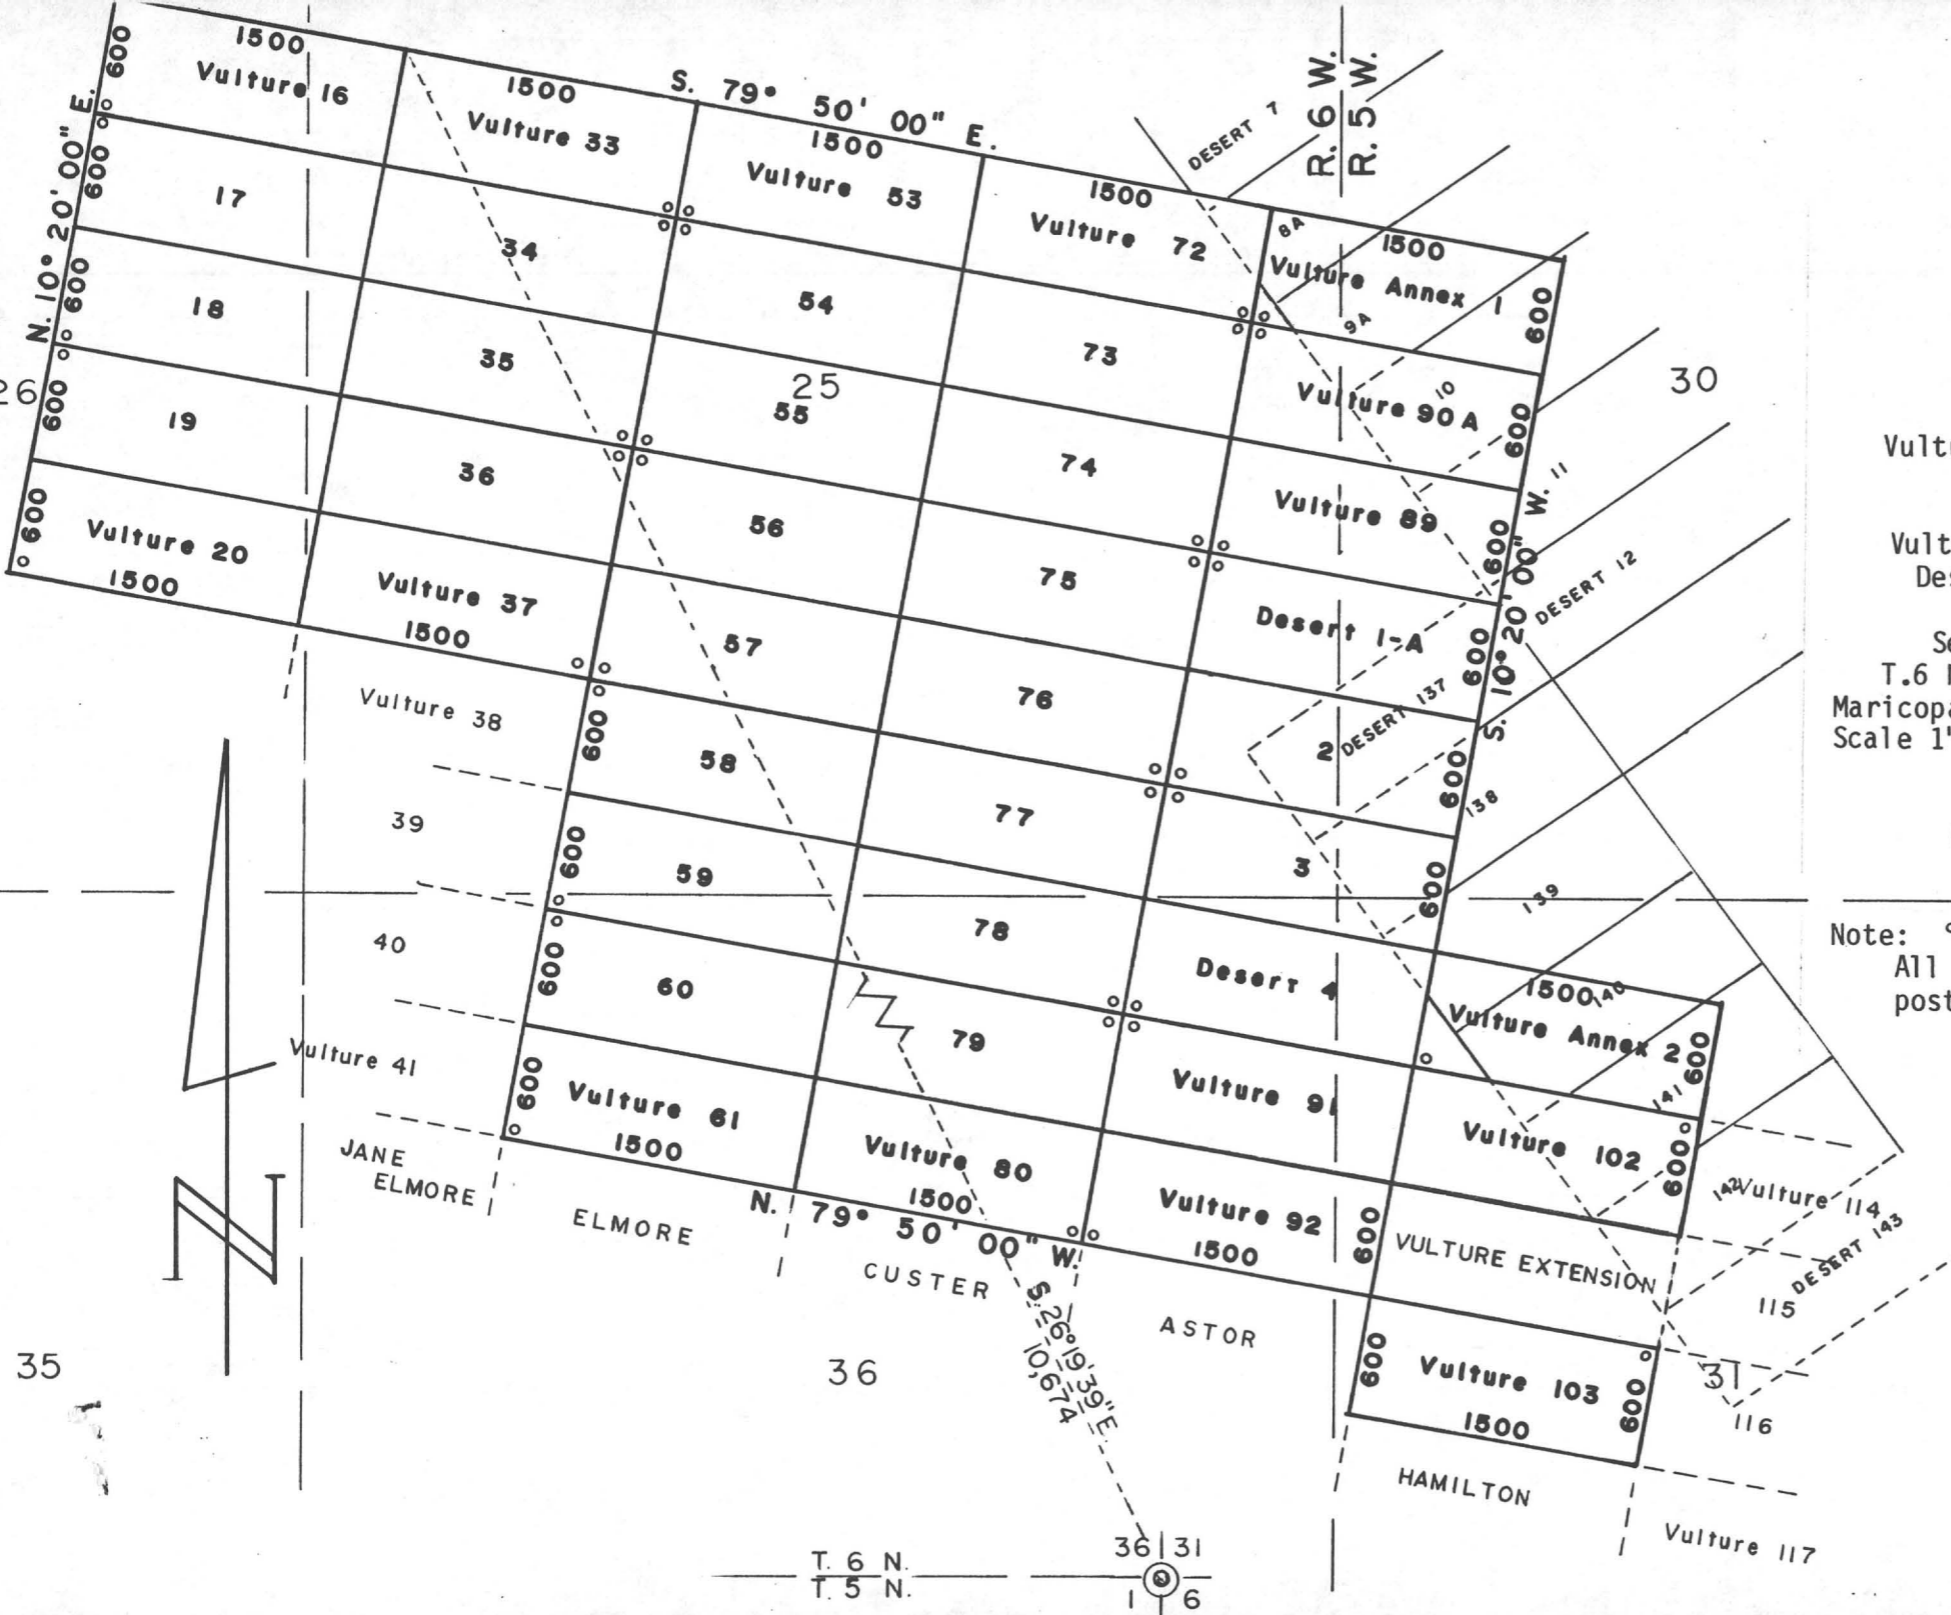 1500
Vulture 16
600
1500
Vulture 33
S. 79° 50' 00" E.
1500
Vulture 53
1500
Vulture 72
R. 6 W.
R. 5 W.
DESERT 7
8A
1500
Vulture Annex 1
600
N. 10° 20' 00" E.
600
17
34
54
73
9A
Vulture 90 A
10
600
30
26
600
18
35
25
55
74
Vulture 89
600
W. 11
600
19
36
56
75
Desert 1-A
600
S. 10° 20' 00"
DESERT 12
600
Vulture 20
1500
Vulture 37
1500
57
76
2
DESERT 137
600
138
Vulture 38
600
58
77
3
600
139
39
600
59
78
Desert 4
1500
140
Vulture Annex 2
600
40
600
60
79
Vulture 91
141
Vulture 102
600
Vulture 41
600
Vulture 61
1500
Vulture 80
1500
Vulture 92
1500
600
142
Vulture 114
DESERT 143
JANE
ELMORE
ELMORE
N. 79° 50' 00" W.
CUSTER
ASTOR
VULTURE EXTENSION
115
S. 26° 19' 39" E.
10,674
35
36
600
Vulture 103
1500
600
31
116
HAMILTON
Vulture 117
T. 6 N.
T. 5 N.
36 31
1 6
T.6
Maricopa
Scale 1"
Note:
All
post